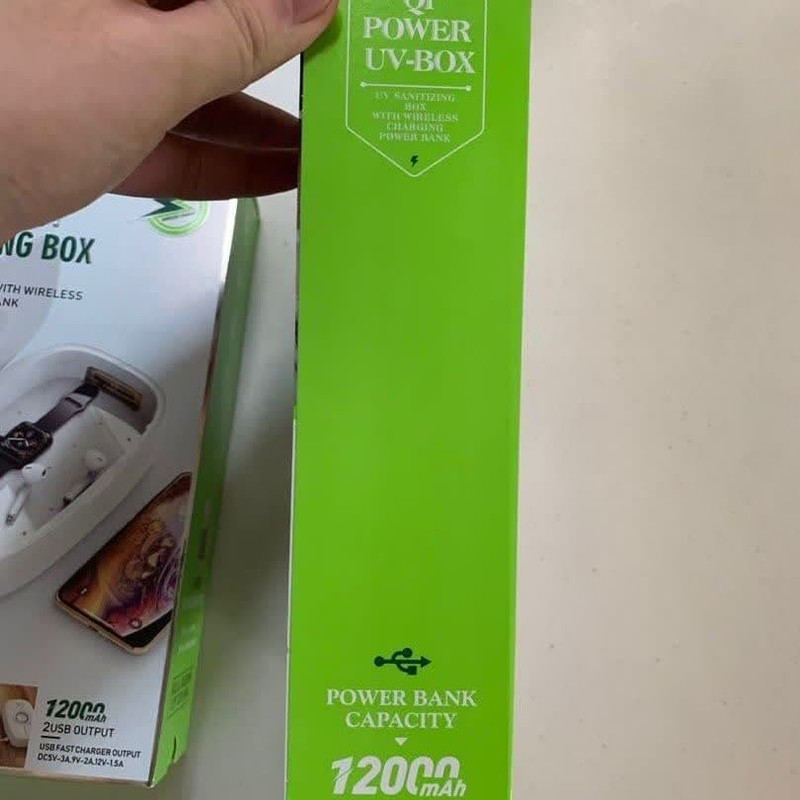 QI
POWER
UV-BOX
UV SANITIZING
BOX
WITH WIRELESS
CHARGING
POWER BANK
POWER BANK
CAPACITY
12000mAh
NG BOX
WITH WIRELESS
ANK
12000mAh
2USB OUTPUT
USB FAST CHARGER OUTPUT
DC5V-3A,9V-2A,12V-1.5A